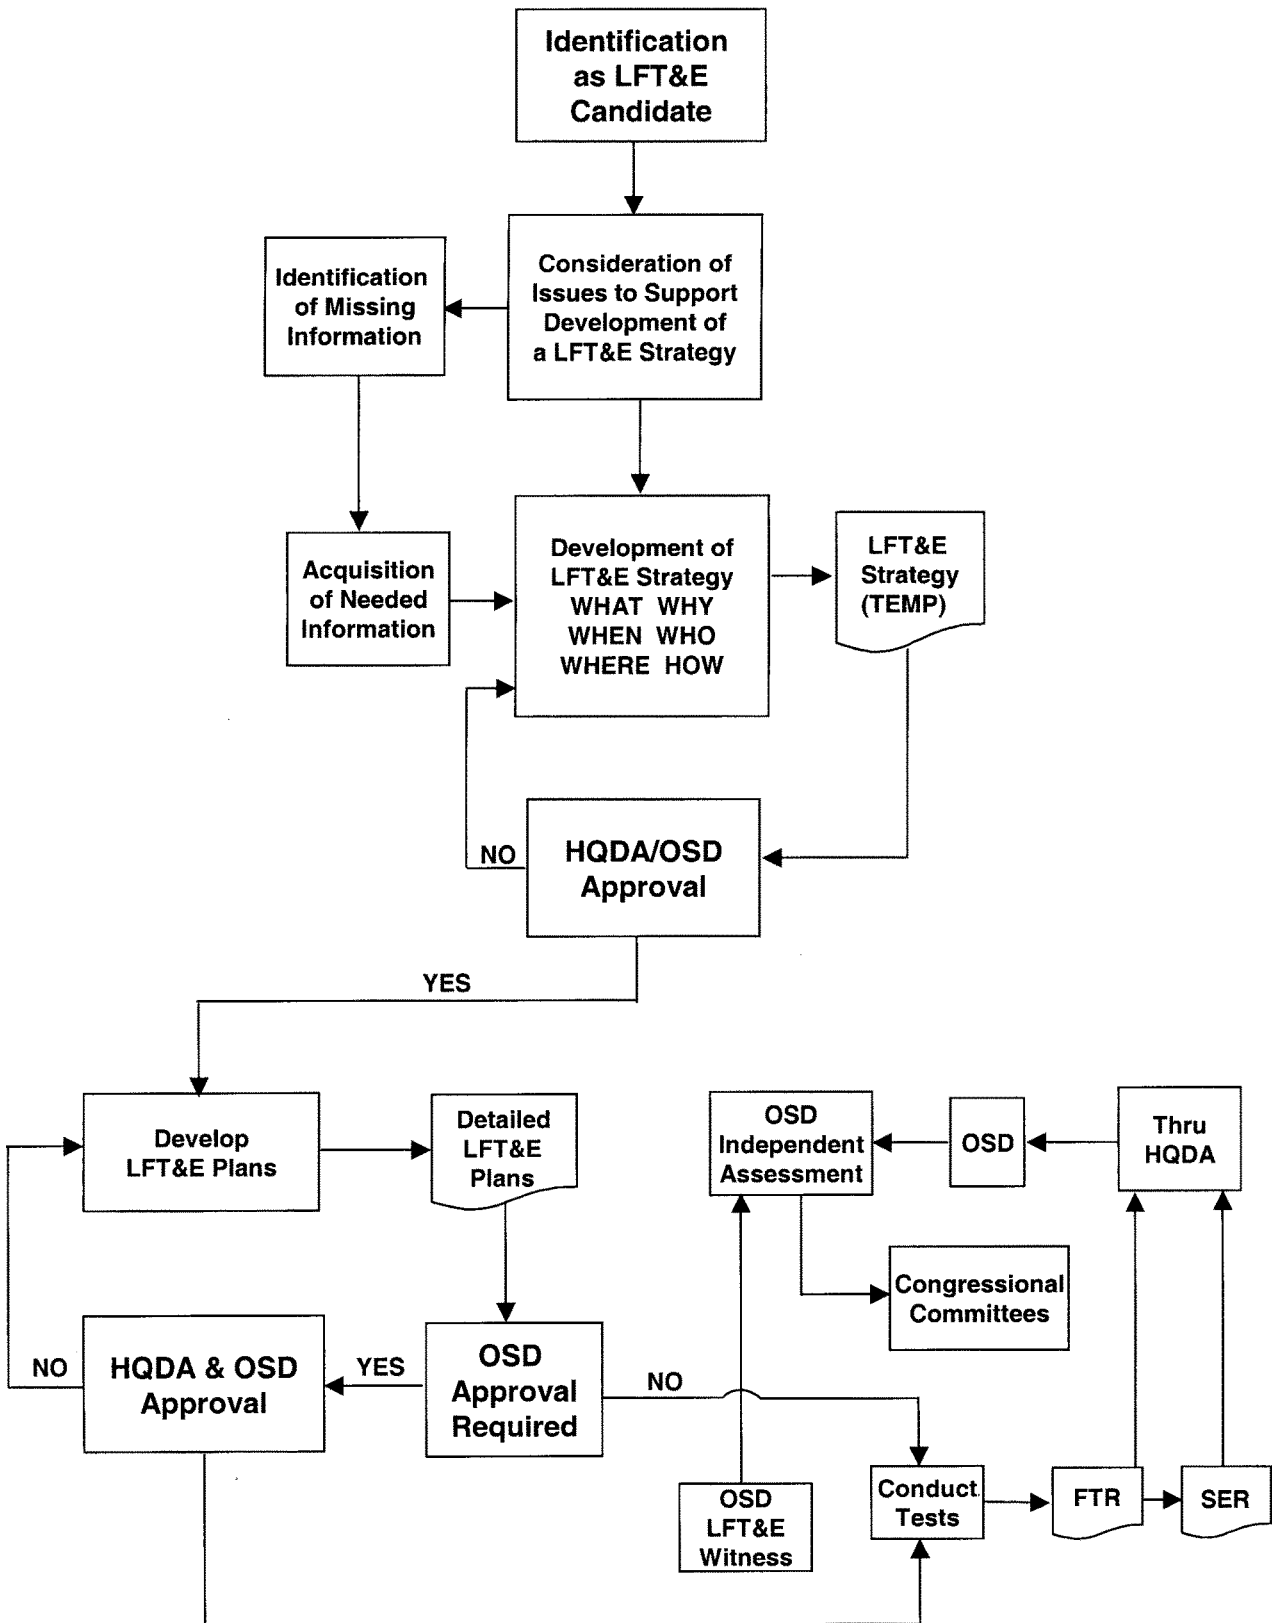 Identification
as LFT&E
Candidate
Consideration of
Issues to Support
Development of
a LFT&E Strategy
Identification
of Missing
Information
Acquisition
of Needed
Information
Development of
LFT&E Strategy
WHAT WHY
WHEN WHO
WHERE HOW
LFT&E
Strategy
(TEMP)
NO
HQDA/OSD
Approval
YES
Develop
LFT&E Plans
Detailed
LFT&E
Plans
OSD
Independent
Assessment
OSD
Thru
HQDA
Congressional
Committees
NO
HQDA & OSD
Approval
YES
OSD
Approval
Required
NO
OSD
LFT&E
Witness
Conduct
Tests
FTR
SER